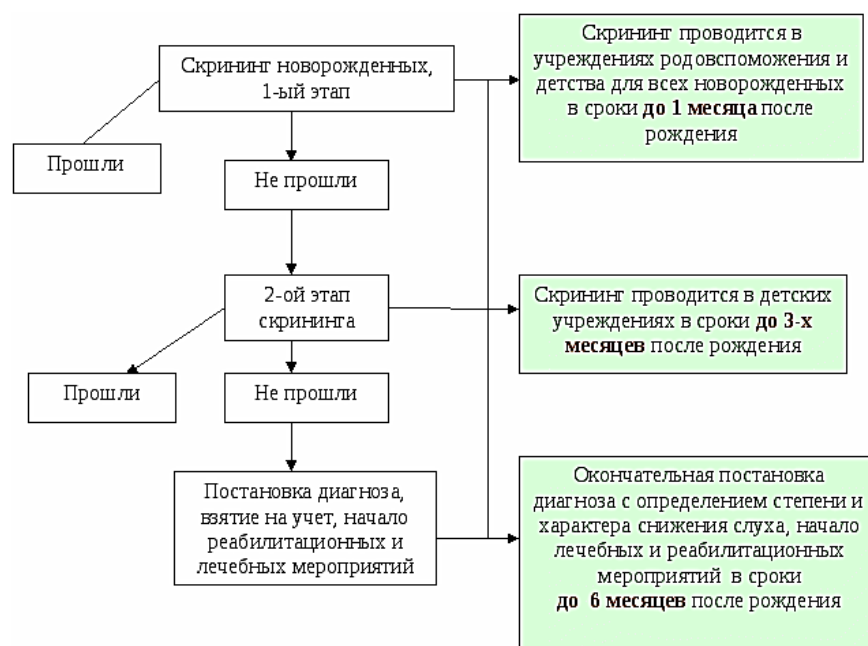 Скрининг новорожденных,
1-ый этап
Скрининг проводится в
учреждениях родовспоможения и
детства для всех новорожденных
в сроки до 1 месяца после
рождения
Прошли
Не прошли
2-ой этап
скрининга
Скрининг проводится в детских
учреждениях в сроки до 3-х
месяцев после рождения
Прошли
Не прошли
Постановка диагноза,
взятие на учет, начало
реабилитационных и
лечебных мероприятий
Окончательная постановка
диагноза с определением степени и
характера снижения слуха, начало
лечебных и реабилитационных
мероприятий в сроки
до 6 месяцев после рождения